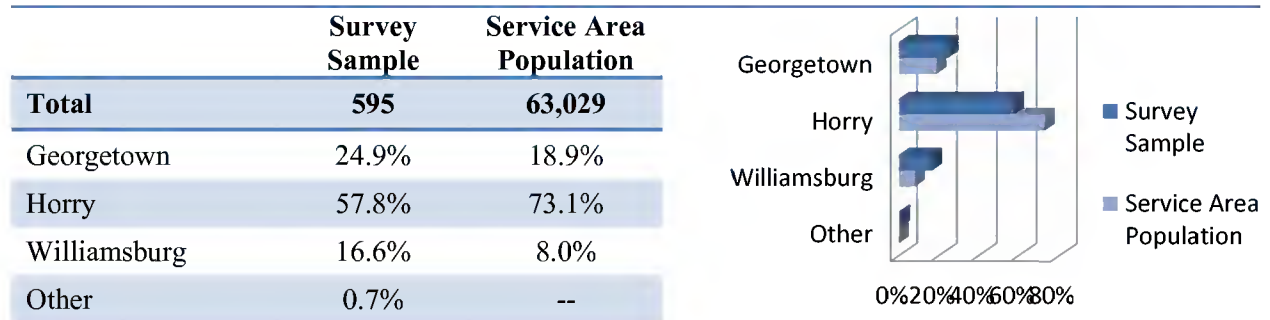 Survey Sample Service Area Population
Total 595 63,029
Georgetown 24.9% 18.9%
Horry 57.8% 73.1%
Williamsburg 16.6% 8.0%
Other 0.7% --
Georgetown
Horry
Williamsburg
Other
0% 20% 40% 60% 80%
Survey
Sample
Service Area
Population